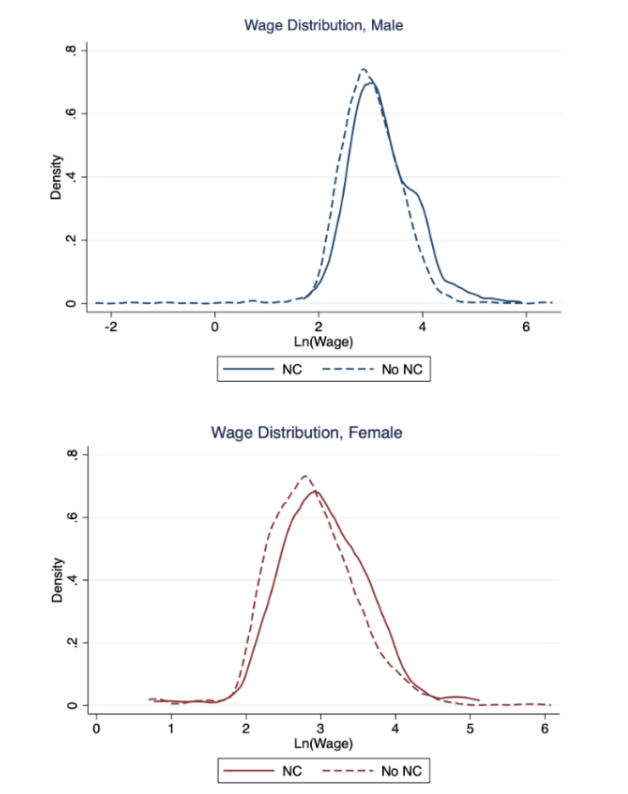 Wage Distribution, Male
.8
.6
.4
.2
0
Density
-2 0 2 4 6
Ln(Wage)
NC No NC
Wage Distribution, Female
.8
.6
.4
.2
0
Density
0 1 2 3 4 5 6
Ln(Wage)
NC No NC